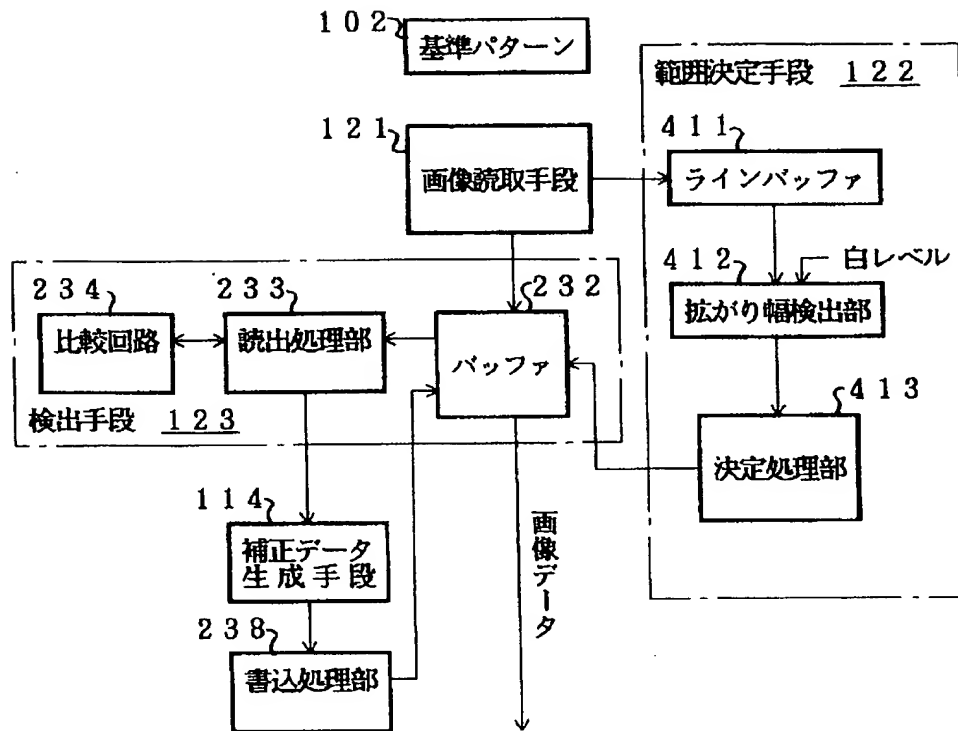 １０２
基準パターン
範囲決定手段 １２２
１２１
画像読取手段
４１１
ラインバッファ
白レベル
４１２
拡がり幅検出部
２３４
比較回路
２３３
読出処理部
２３２
バッファ
検出手段 １２３
４１３
決定処理部
１１４
補正データ
生成手段
画像データ
２３８
書込処理部